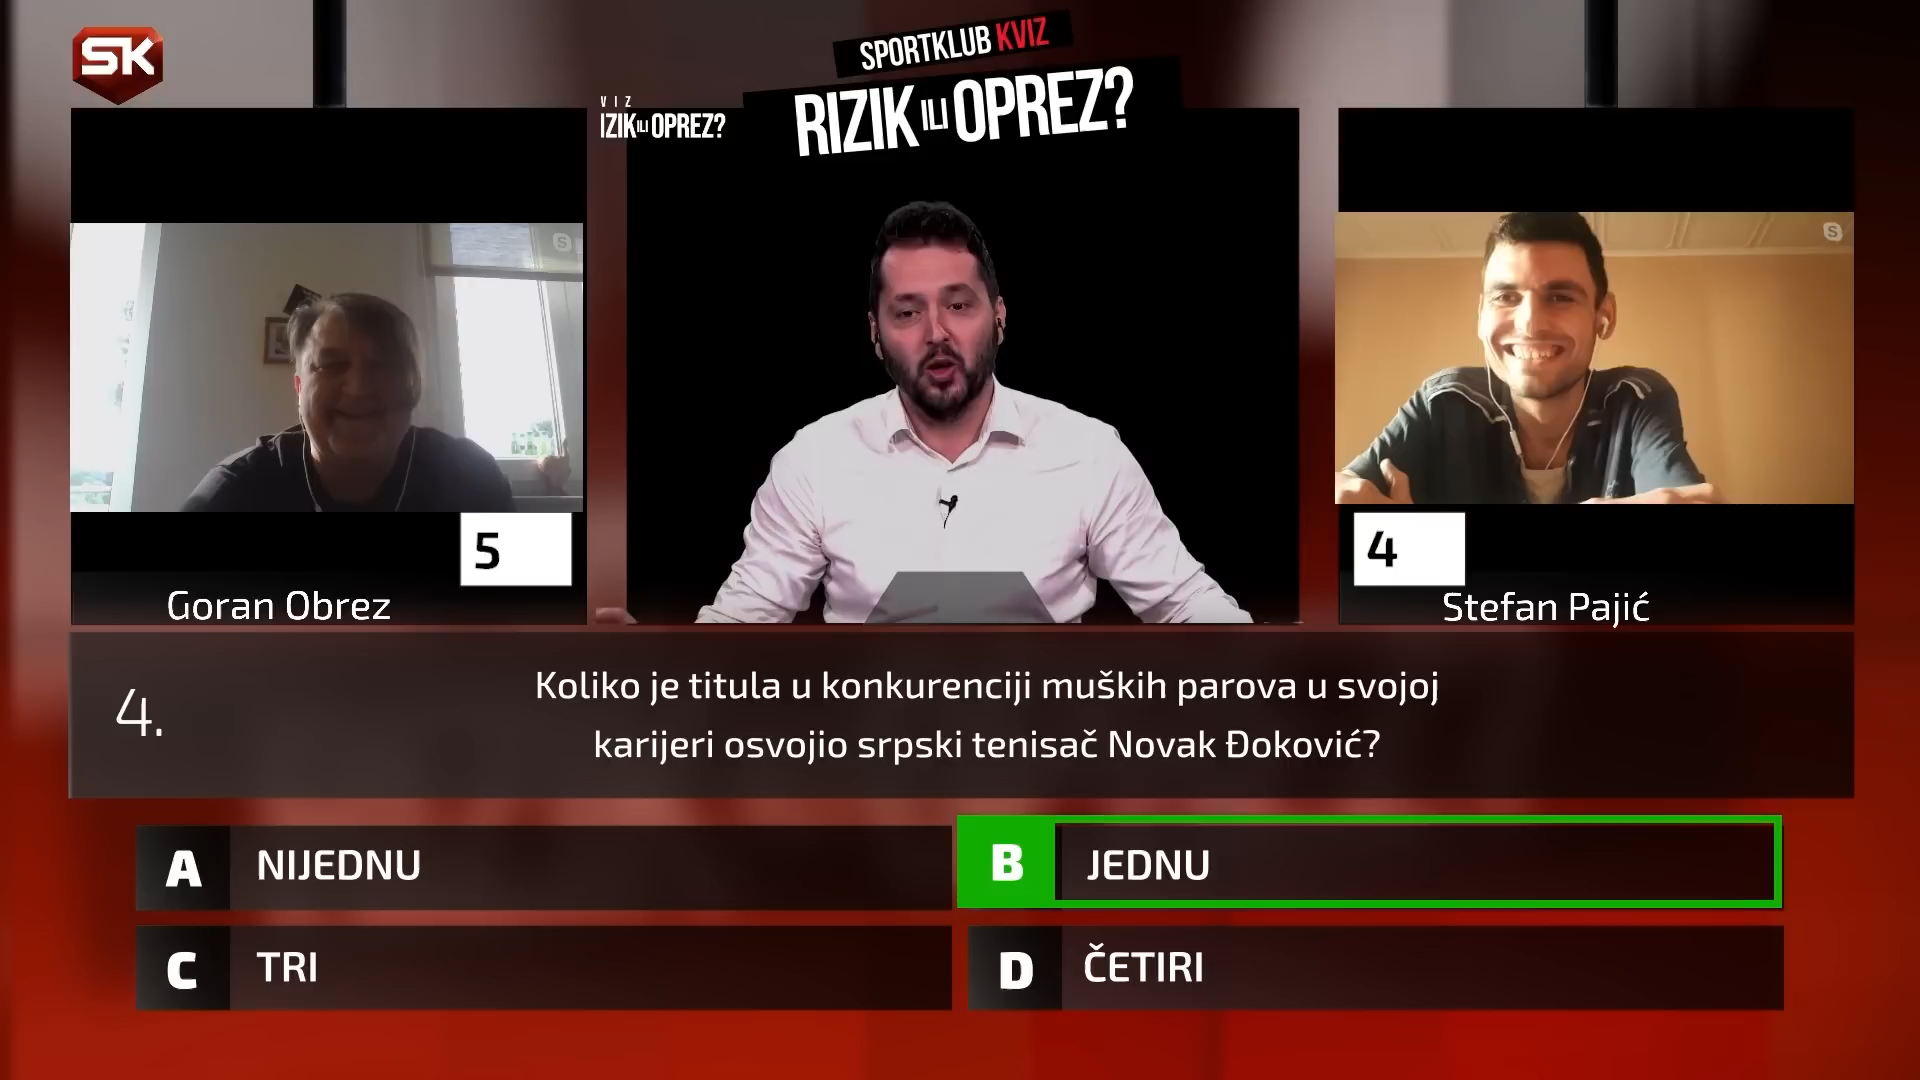 SK
SPORTKLUB KVIZ
RIZIK ILI OPREZ?
VIZ
IZIK ILI OPREZ?
S
S
5
Goran Obrez
4
Stefan Pajić
4.
Koliko je titula u konkurenciji muških parova u svojoj
karijeri osvojio srpski tenisač Novak Đoković?
A NIJEDNU
B JEDNU
C TRI
D ČETIRI